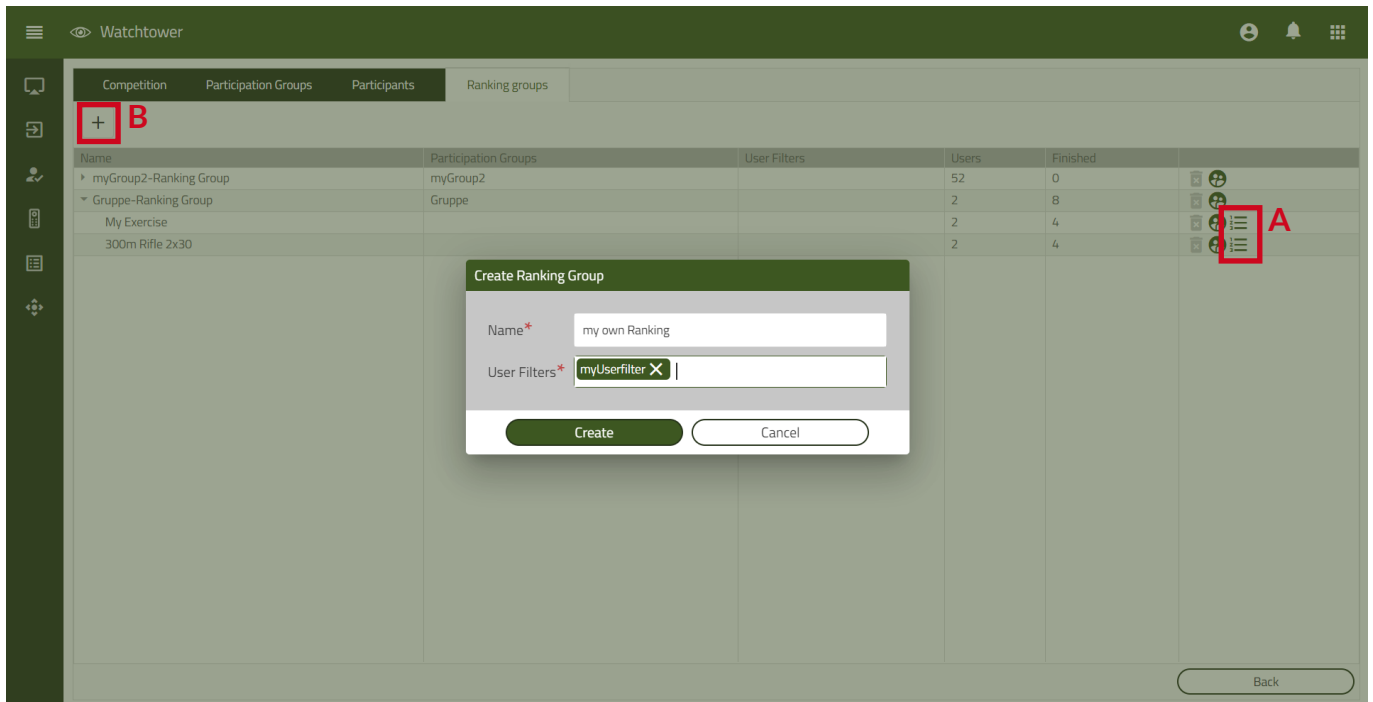 Watchtower
Competition Participation Groups Participants Ranking groups
+ B
Name Participation Groups User Filters Users Finished
myGroup2-Ranking Group myGroup2 52 0
Gruppe-Ranking Group Gruppe 2 8
My Exercise 2 4 A
300m Rifle 2x30 2 4
Create Ranking Group
Name* my own Ranking
User Filters* myUserfilter
Create Cancel
Back